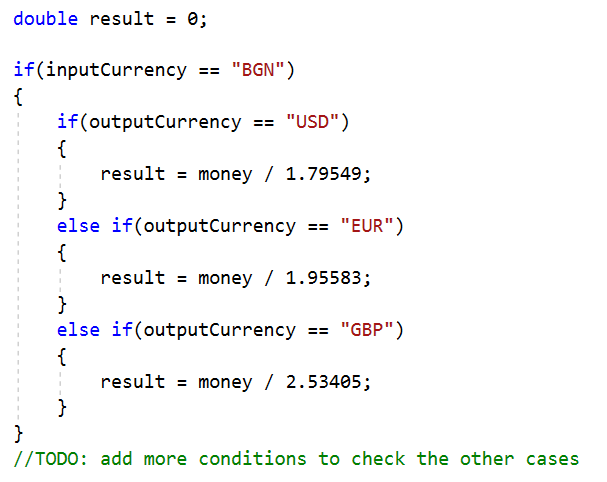 double result = 0;
if(inputCurrency == "BGN")
{
if(outputCurrency == "USD")
{
result = money / 1.79549;
}
else if(outputCurrency == "EUR")
{
result = money / 1.95583;
}
else if(outputCurrency == "GBP")
{
result = money / 2.53405;
}
}
//TODO: add more conditions to check the other cases